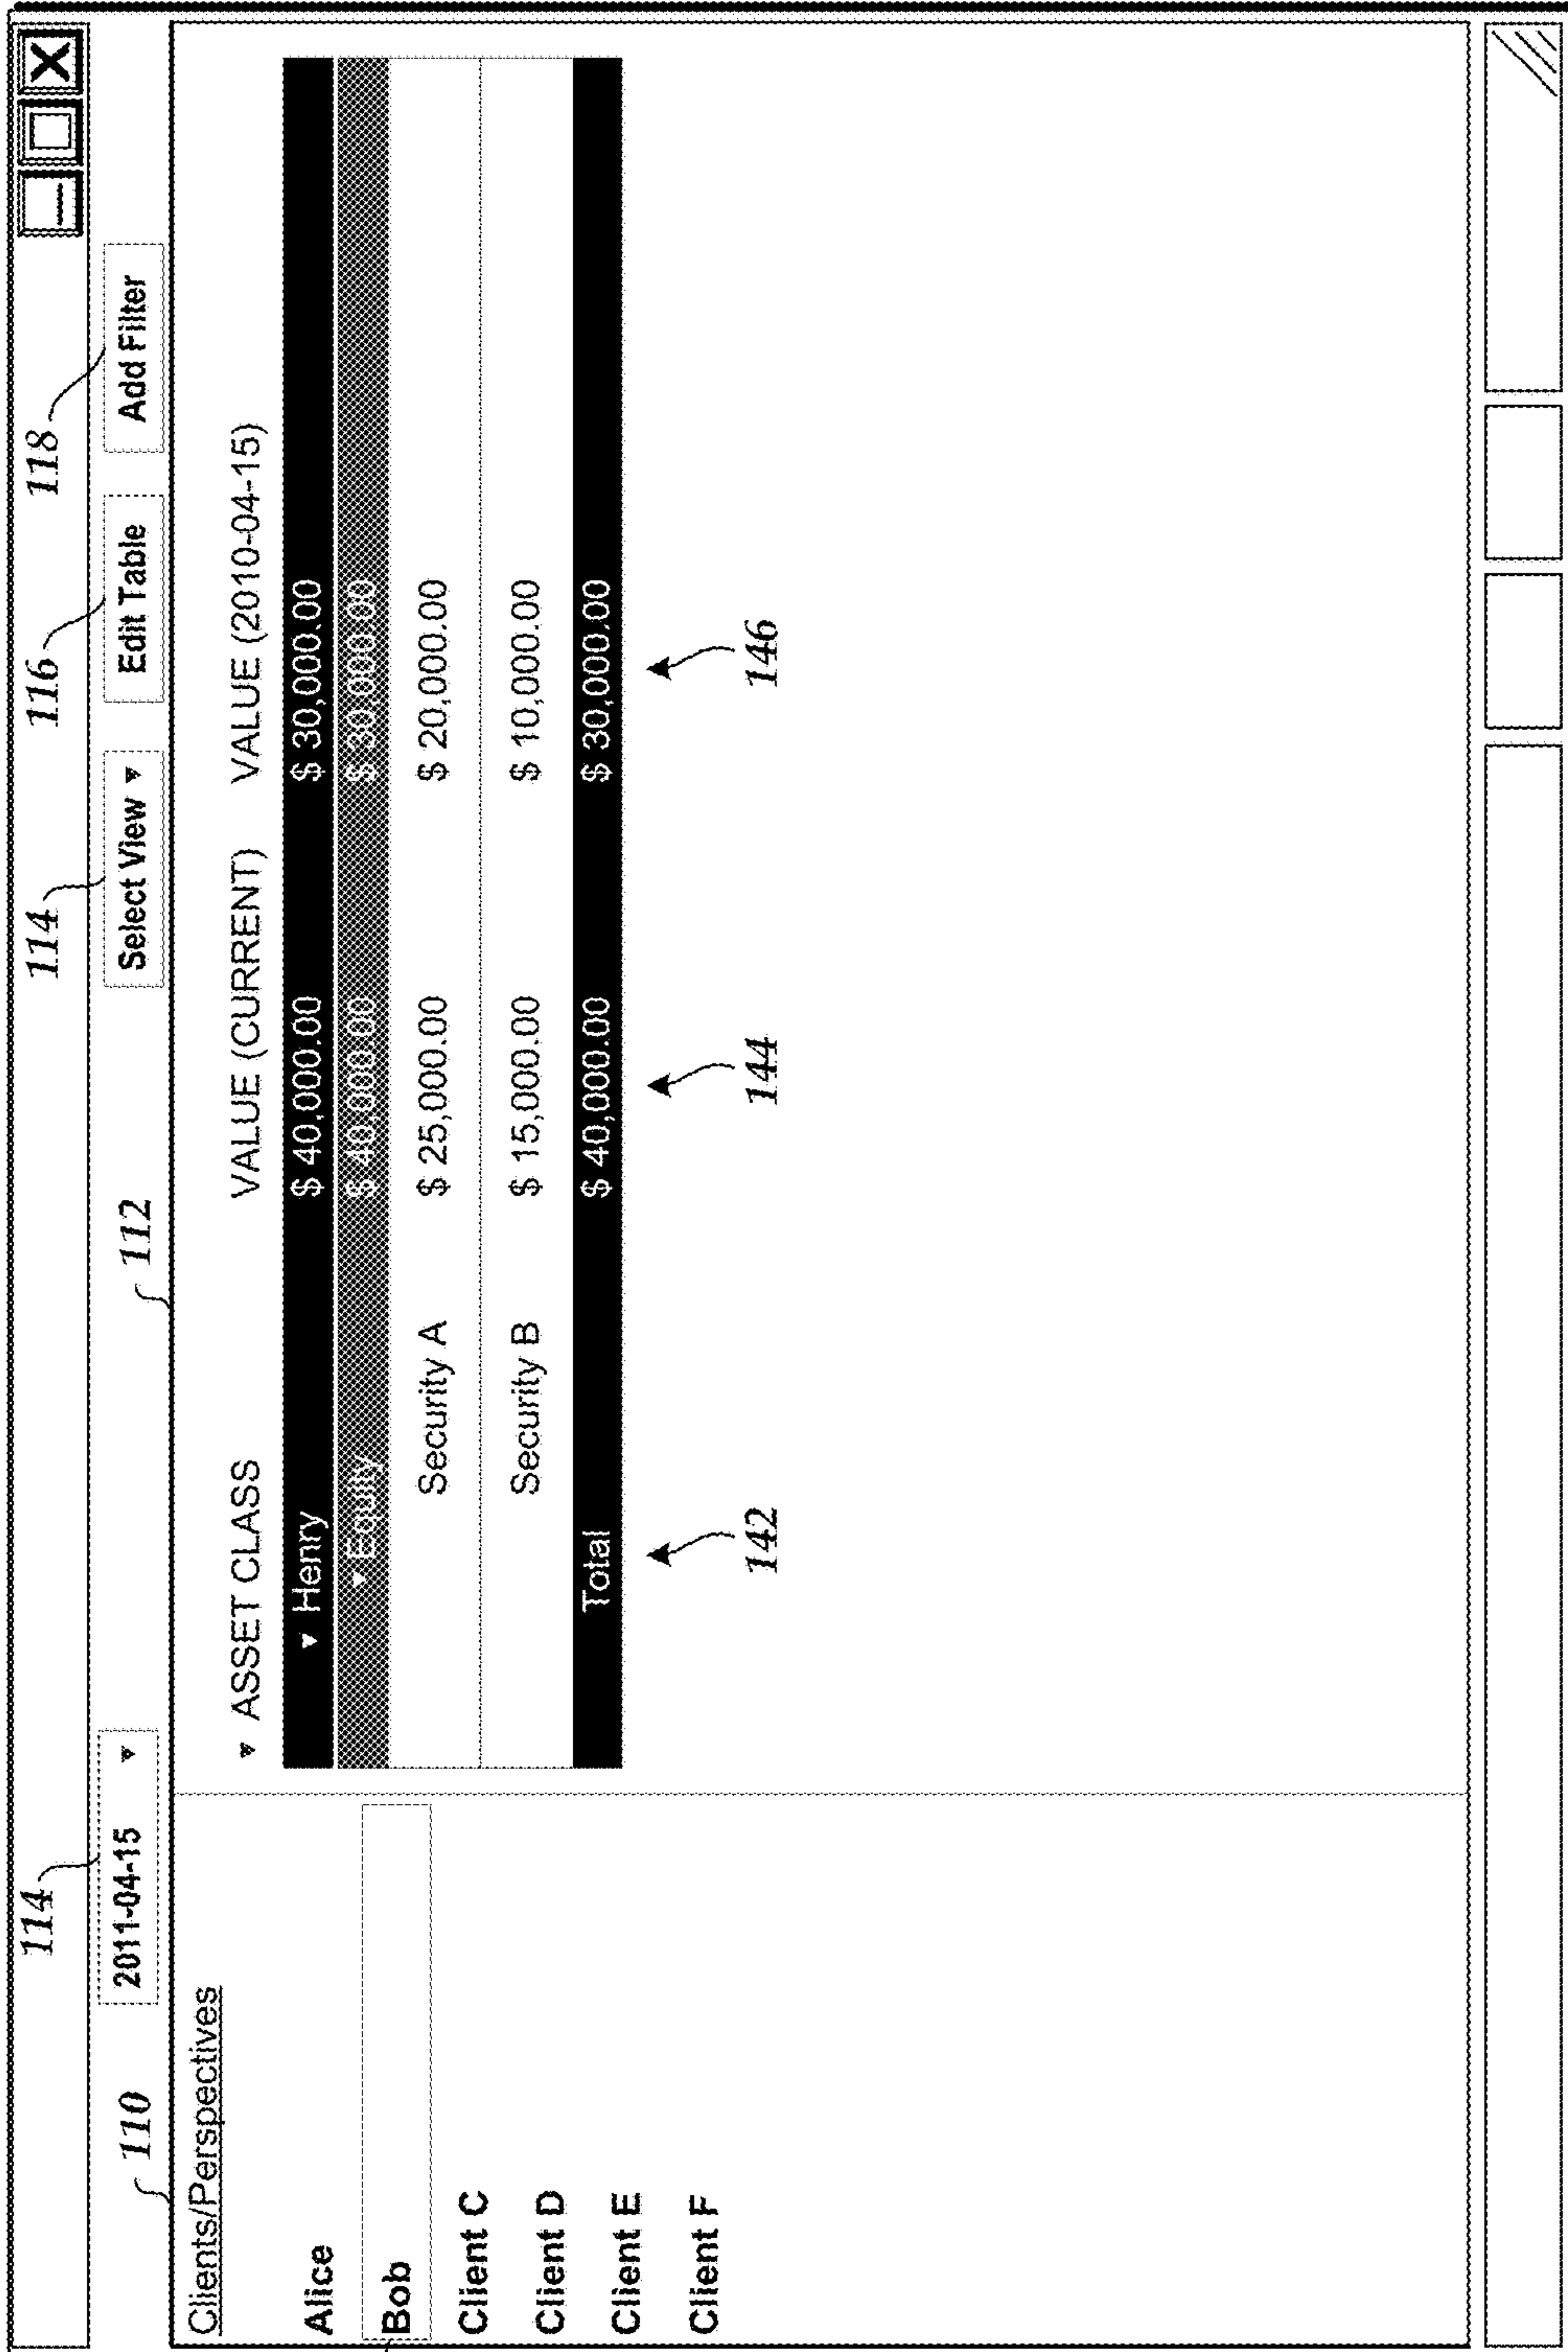 114
114
116
118
110
2011-04-15 ▼
112
Select View ▼
Edit Table
Add Filter
Clients/Perspectives
Alice
Bob
Client C
Client D
Client E
Client F
▼ ASSET CLASS VALUE (CURRENT) VALUE (2010-04-15)
▼ Henry $ 40,000.00 $ 30,000.00
▼ Equity $ 40,000.00 $ 30,000.00
Security A $ 25,000.00 $ 20,000.00
Security B $ 15,000.00 $ 10,000.00
Total $ 40,000.00 $ 30,000.00
142
144
146